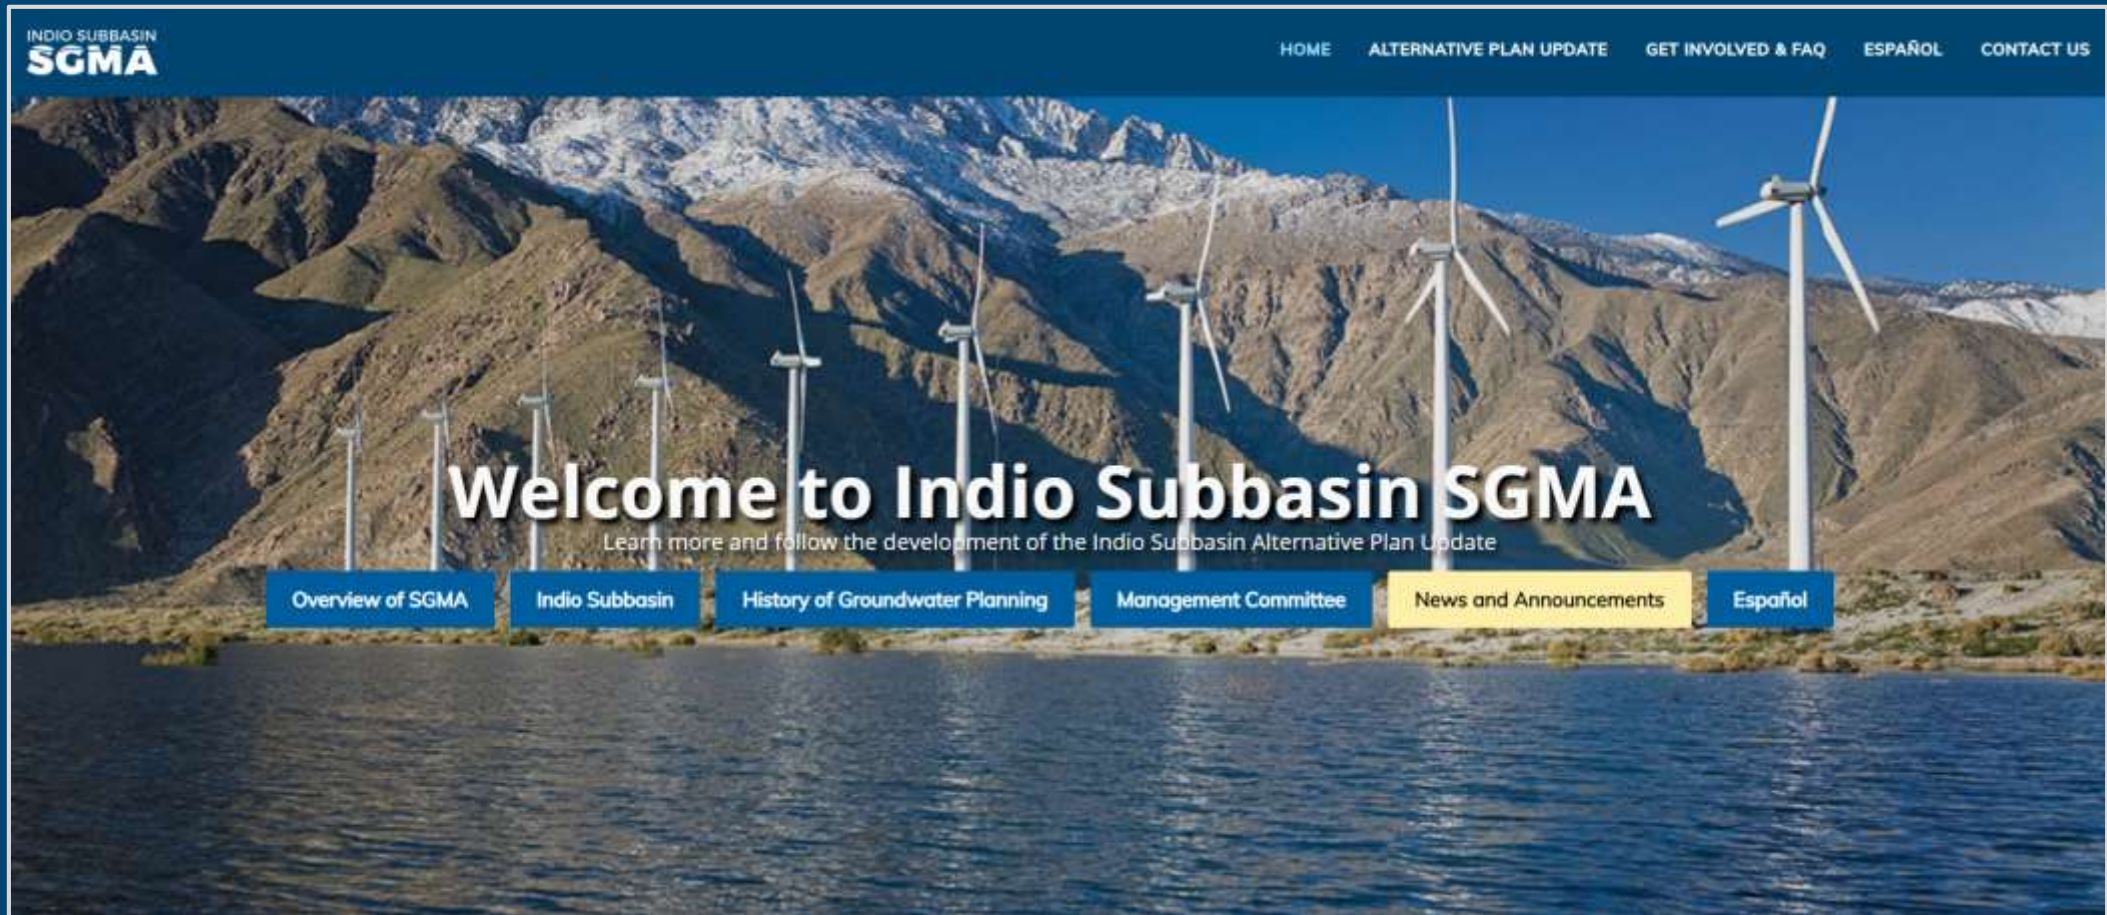 INDIO SUBBASIN
SGMA
HOME ALTERNATIVE PLAN UPDATE GET INVOLVED & FAQ ESPAÑOL CONTACT US
Welcome to Indio Subbasin SGMA
Learn more and follow the development of the Indio Subbasin Alternative Plan Update
Overview of SGMA Indio Subbasin History of Groundwater Planning Management Committee News and Announcements Español